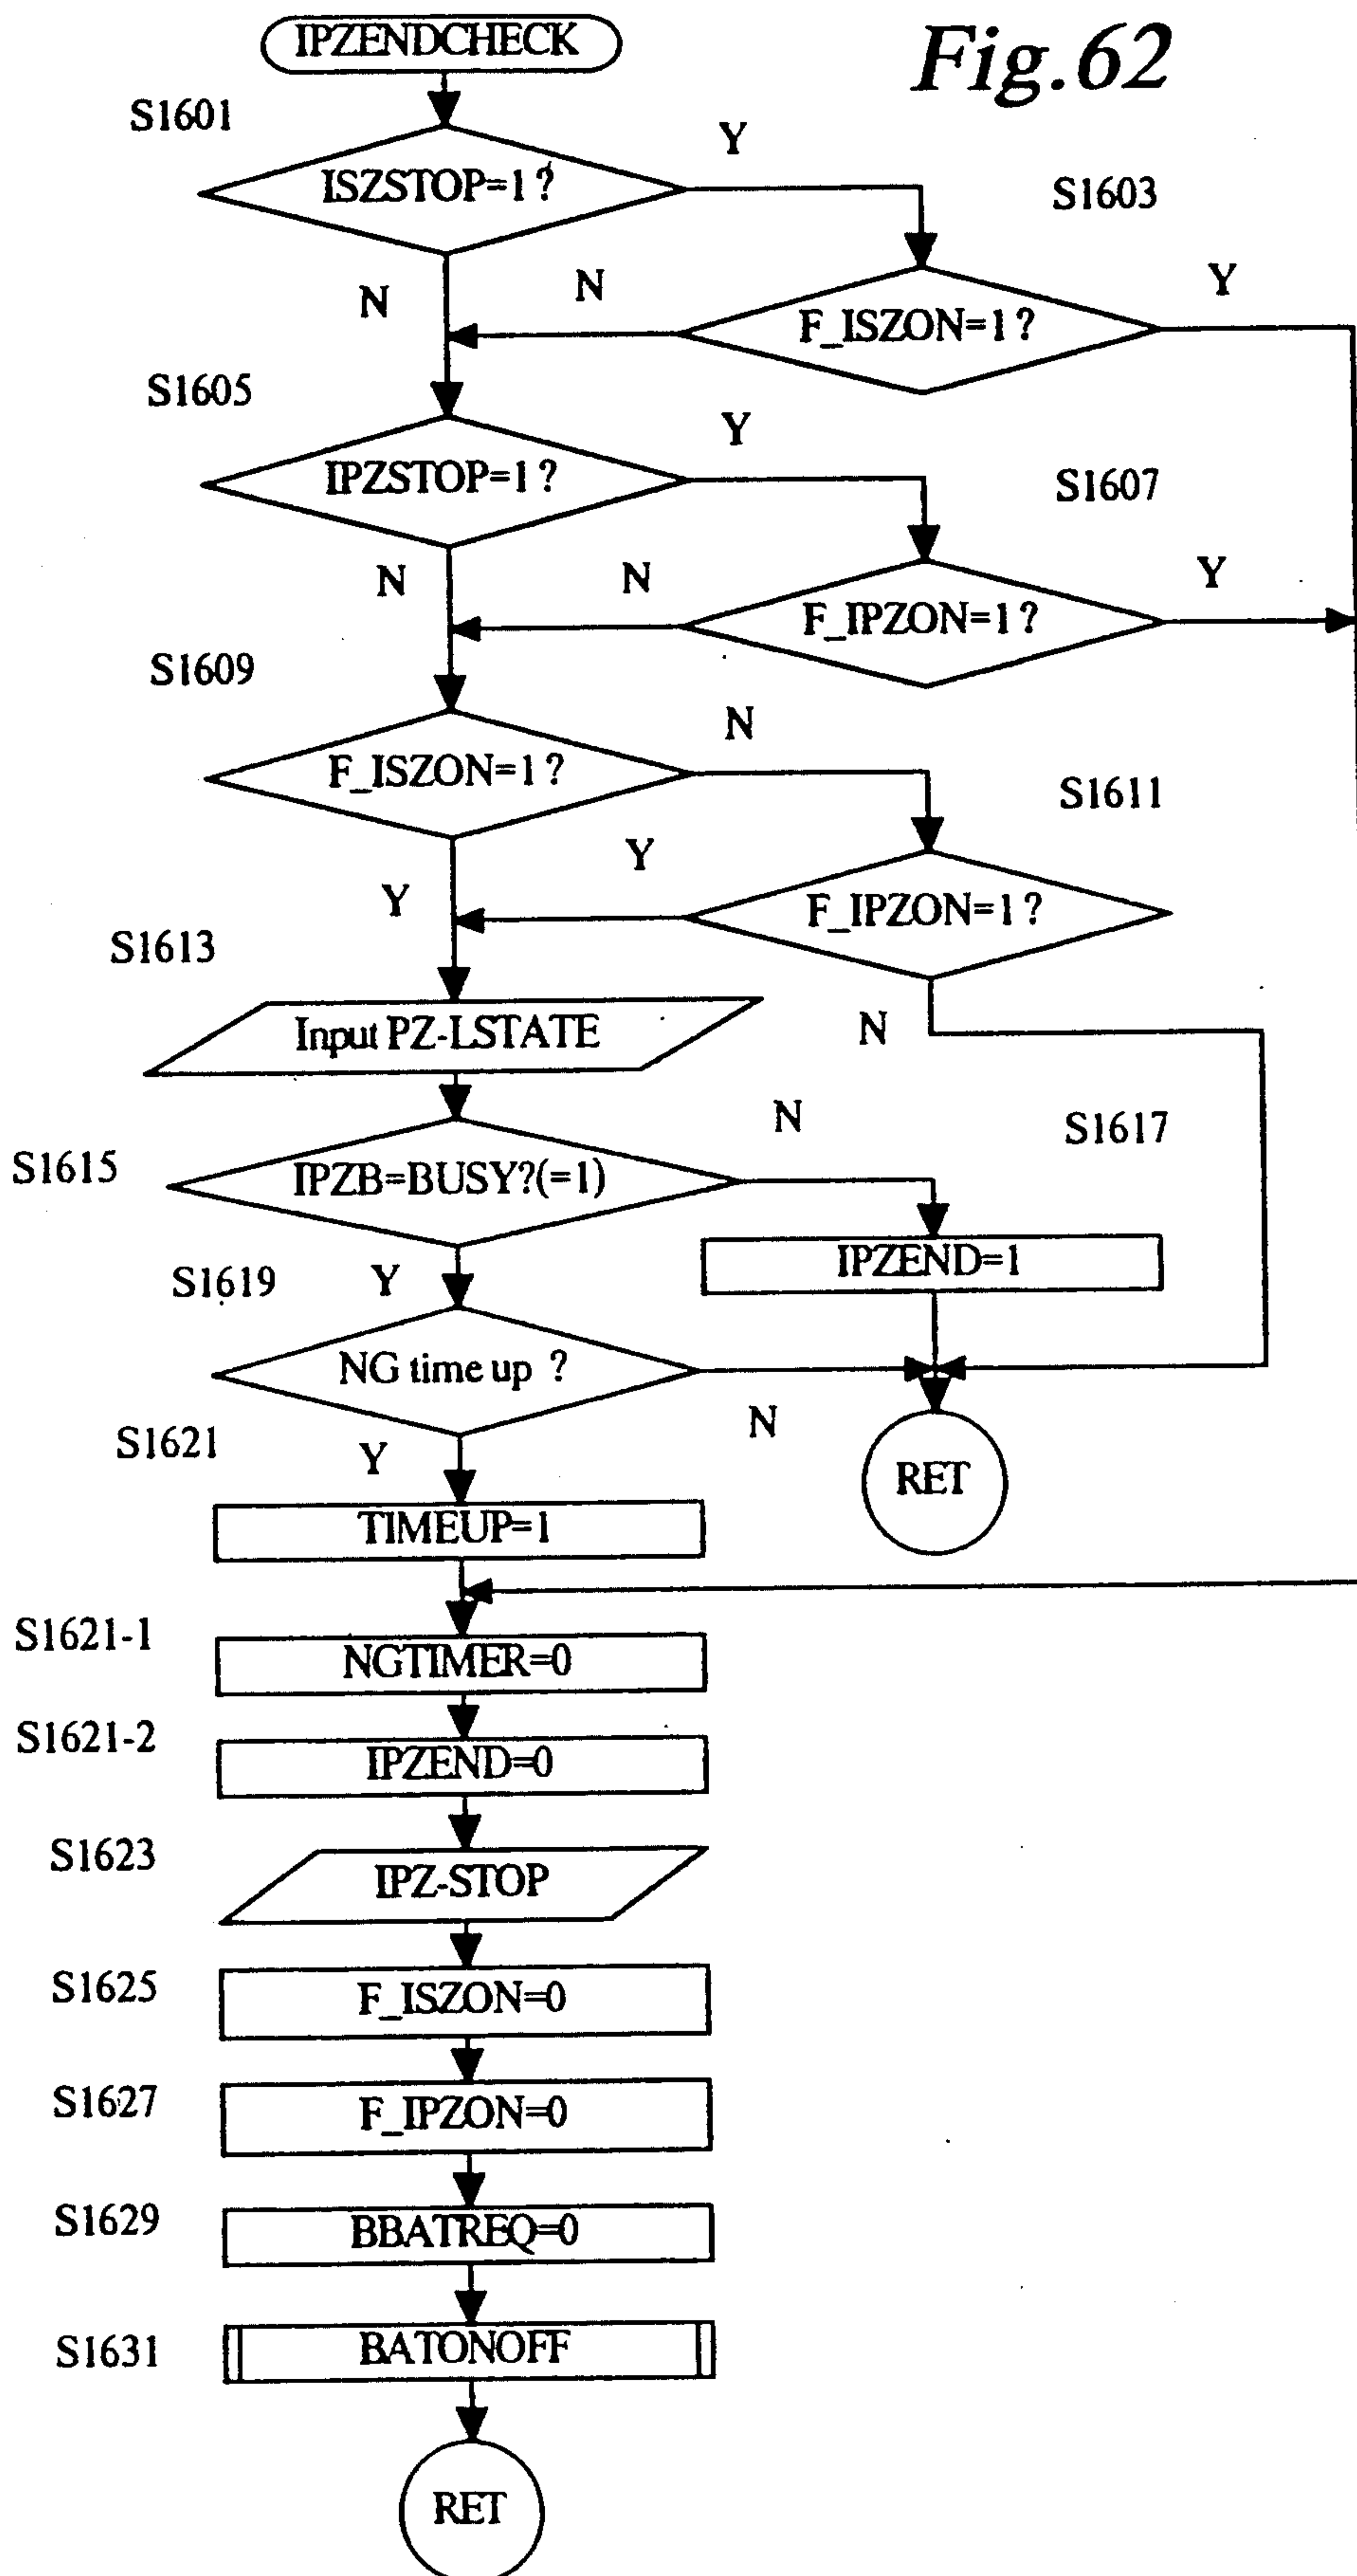 IPZENDCHECK
Fig.62
S1601
Y
ISZSTOP=1 ?
S1603
N
N
Y
F_ISZON=1 ?
S1605
Y
IPZSTOP=1 ?
S1607
N
N
Y
F_IPZON=1 ?
S1609
N
F_ISZON=1 ?
S1611
Y
Y
F_IPZON=1 ?
S1613
N
Input PZ-LSTATE
N
S1617
S1615
IPZB=BUSY?(=1)
IPZEND=1
S1619
Y
NG time up ?
N
S1621
Y
RET
TIMEUP=1
S1621-1
NGTIMER=0
S1621-2
IPZEND=0
S1623
IPZ-STOP
S1625
F_ISZON=0
S1627
F_IPZON=0
S1629
BBATREQ=0
S1631
BATONOFF
RET